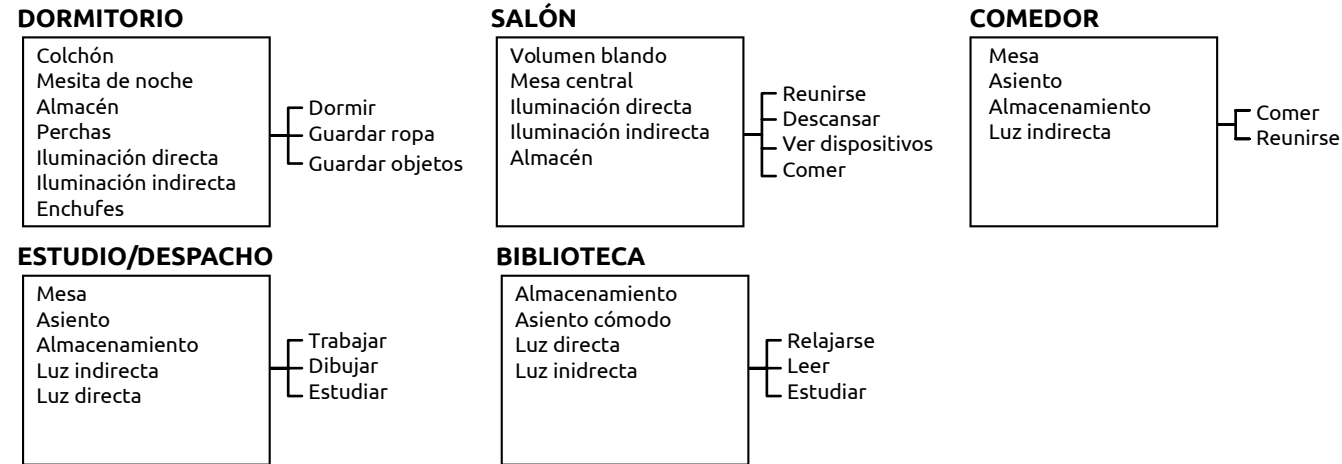 DORMITORIO
Colchón
Mesita de noche
Almacén
Perchas
Iluminación directa
Iluminación indirecta
Enchufes
Dormir
Guardar ropa
Guardar objetos
SALÓN
Volumen blando
Mesa central
Iluminación directa
Iluminación indirecta
Almacén
Reunirse
Descansar
Ver dispositivos
Comer
COMEDOR
Mesa
Asiento
Almacenamiento
Luz indirecta
Comer
Reunirse
ESTUDIO/DESPACHO
Mesa
Asiento
Almacenamiento
Luz indirecta
Luz directa
Trabajar
Dibujar
Estudiar
BIBLIOTECA
Almacenamiento
Asiento cómodo
Luz directa
Luz inidrecta
Relajarse
Leer
Estudiar